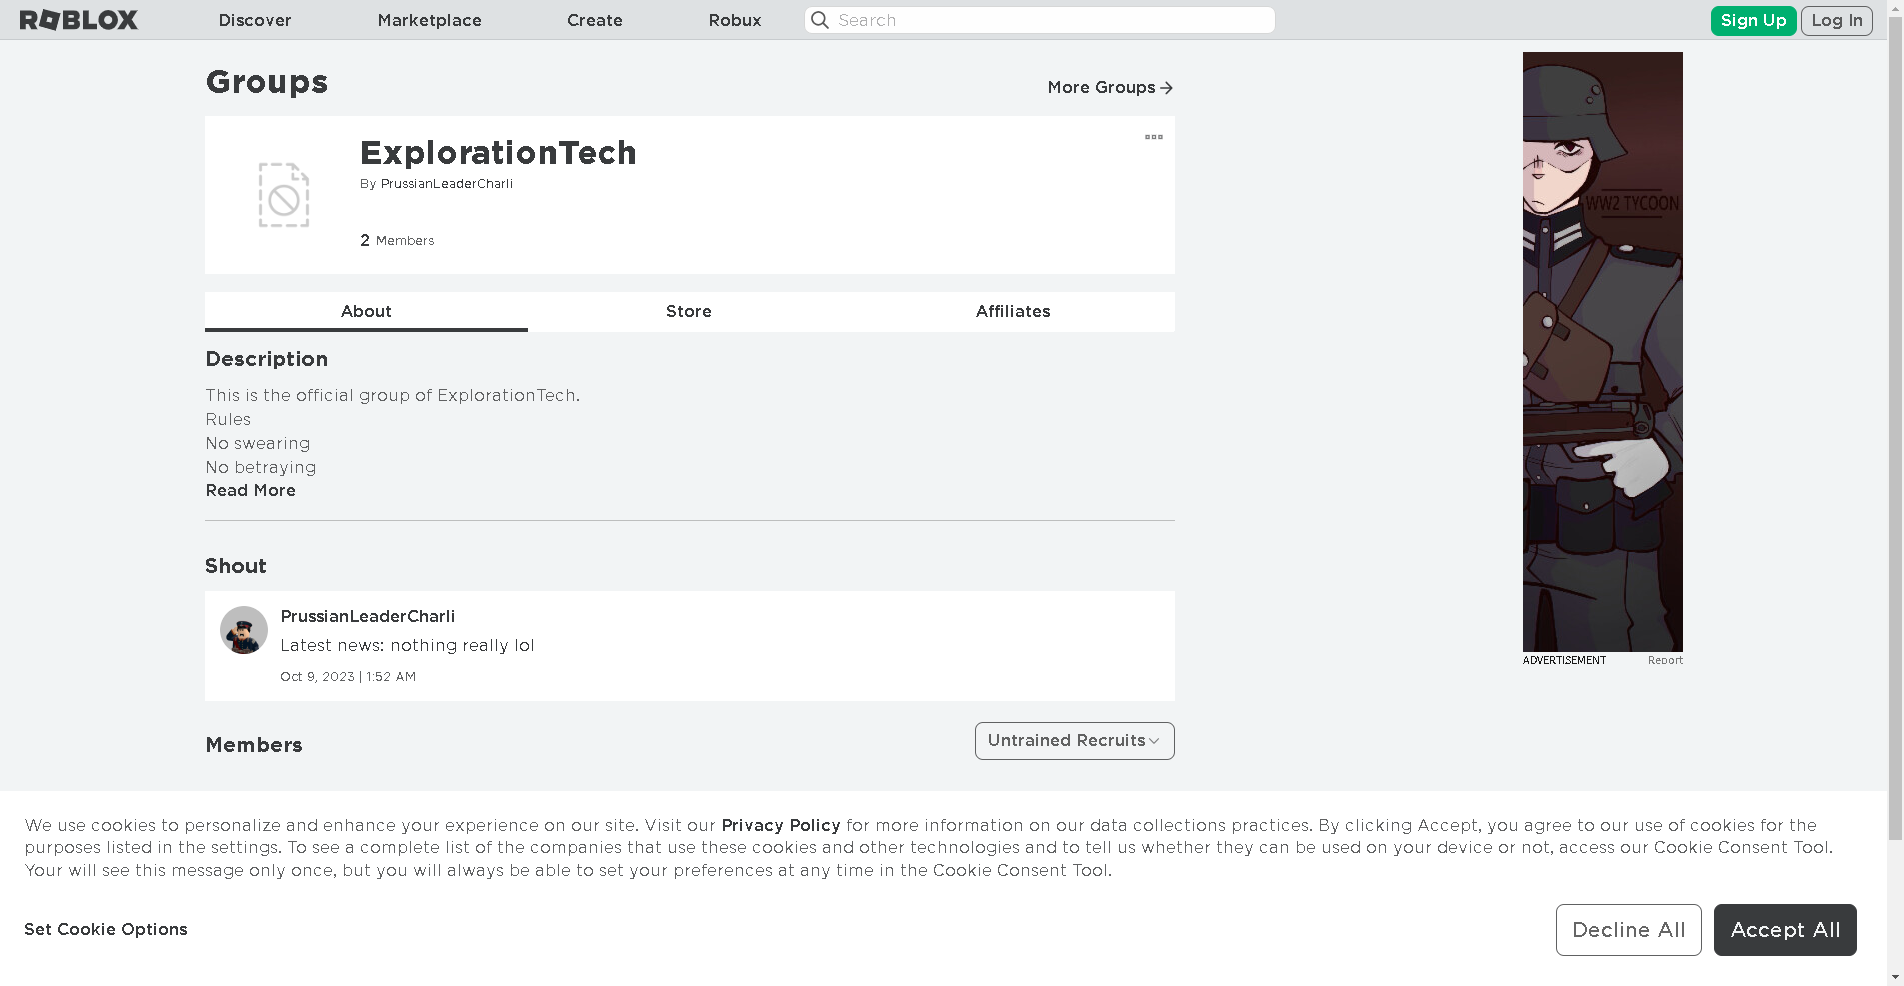 ROBLOX Discover Marketplace Create Robux Search Sign Up Log In
Groups
More Groups
ExplorationTech
By PrussianLeaderCharli
2 Members
About Store Affiliates
Description
This is the official group of ExplorationTech.
Rules
No swearing
No betraying
Read More
Shout
PrussianLeaderCharli
Latest news: nothing really lol
Oct 9, 2023 | 1:52 AM
Members
Untrained Recruits
WW2 TYCOON
ADVERTISEMENT Report
We use cookies to personalize and enhance your experience on our site. Visit our Privacy Policy for more information on our data collections practices. By clicking Accept, you agree to our use of cookies for the
purposes listed in the settings. To see a complete list of the companies that use these cookies and other technologies and to tell us whether they can be used on your device or not, access our Cookie Consent Tool.
Your will see this message only once, but you will always be able to set your preferences at any time in the Cookie Consent Tool.
Set Cookie Options
Decline All Accept All